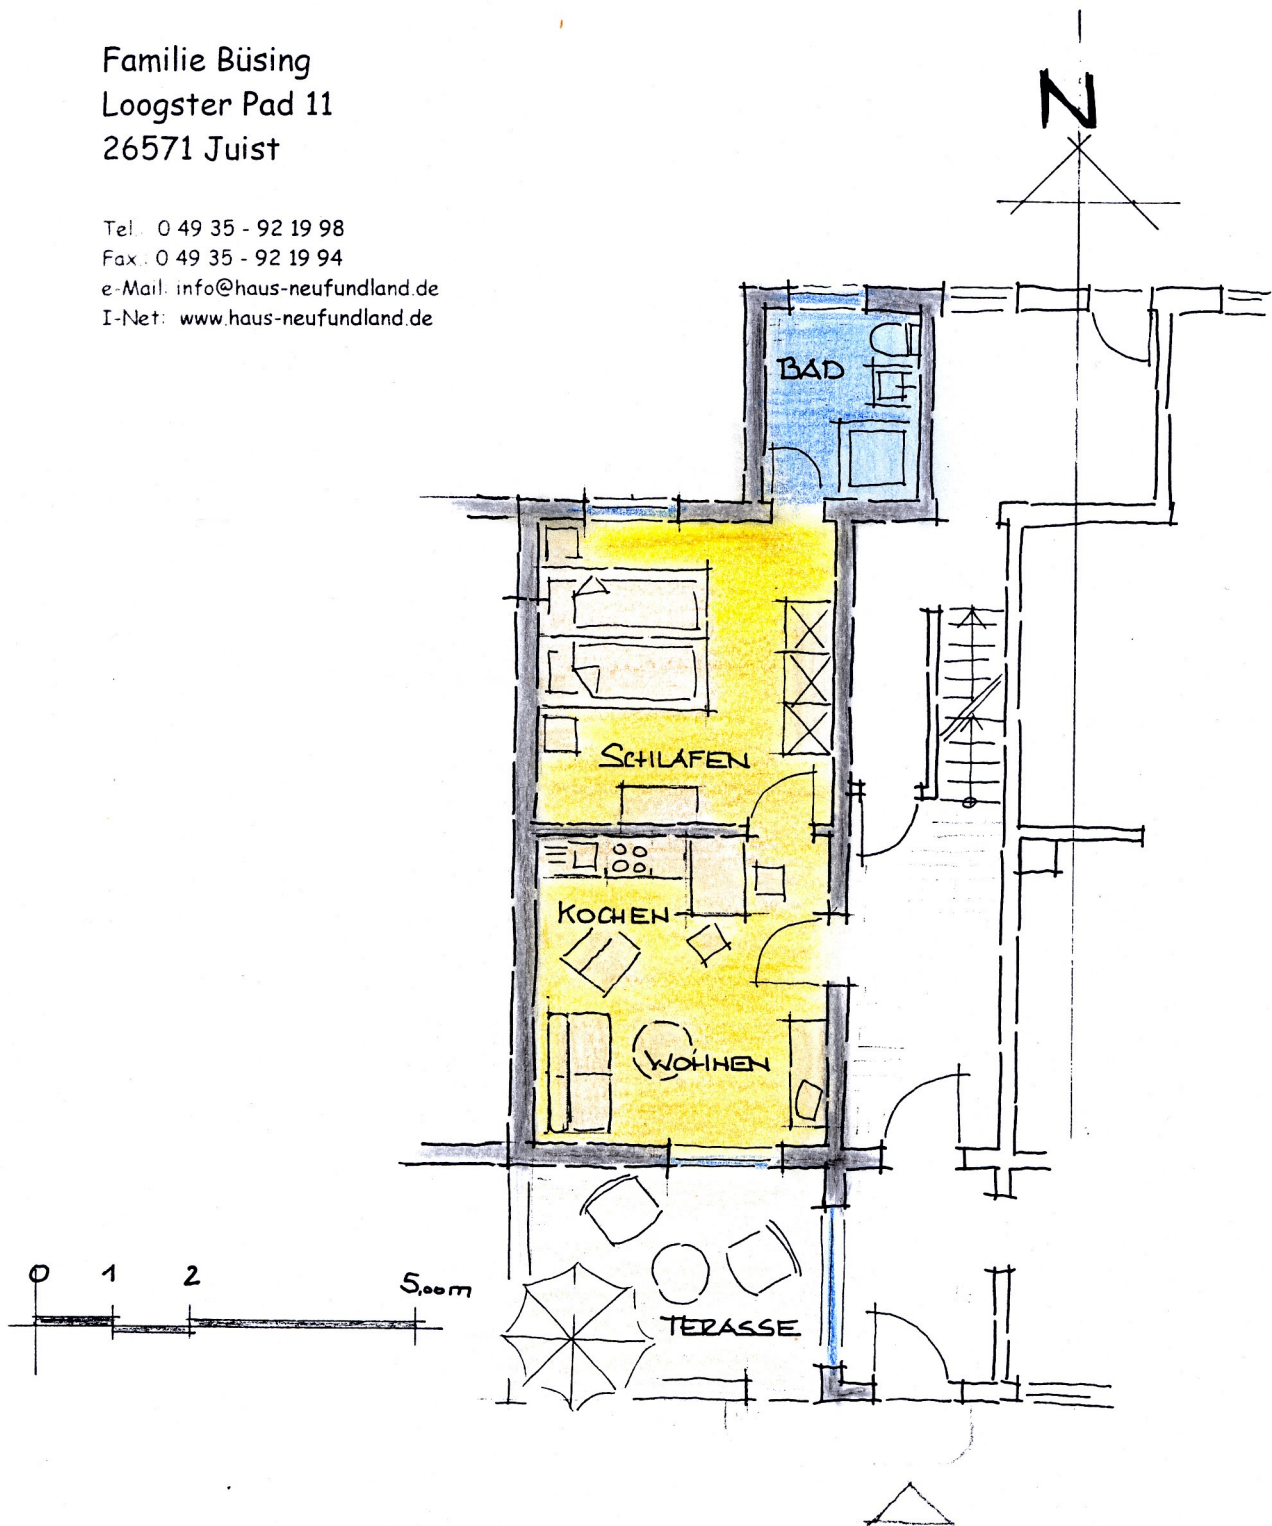 Familie Büsing
Loogster Pad 11
26571 Juist
Tel.: 0 49 35 - 92 19 98
Fax.: 0 49 35 - 92 19 94
e-Mail: info@haus-neufundland.de
I-Net: www.haus-neufundland.de
N
BAD
SCHLAFEN
KOCHEN
WOHNEN
0 1 2 5,00m
TERASSE